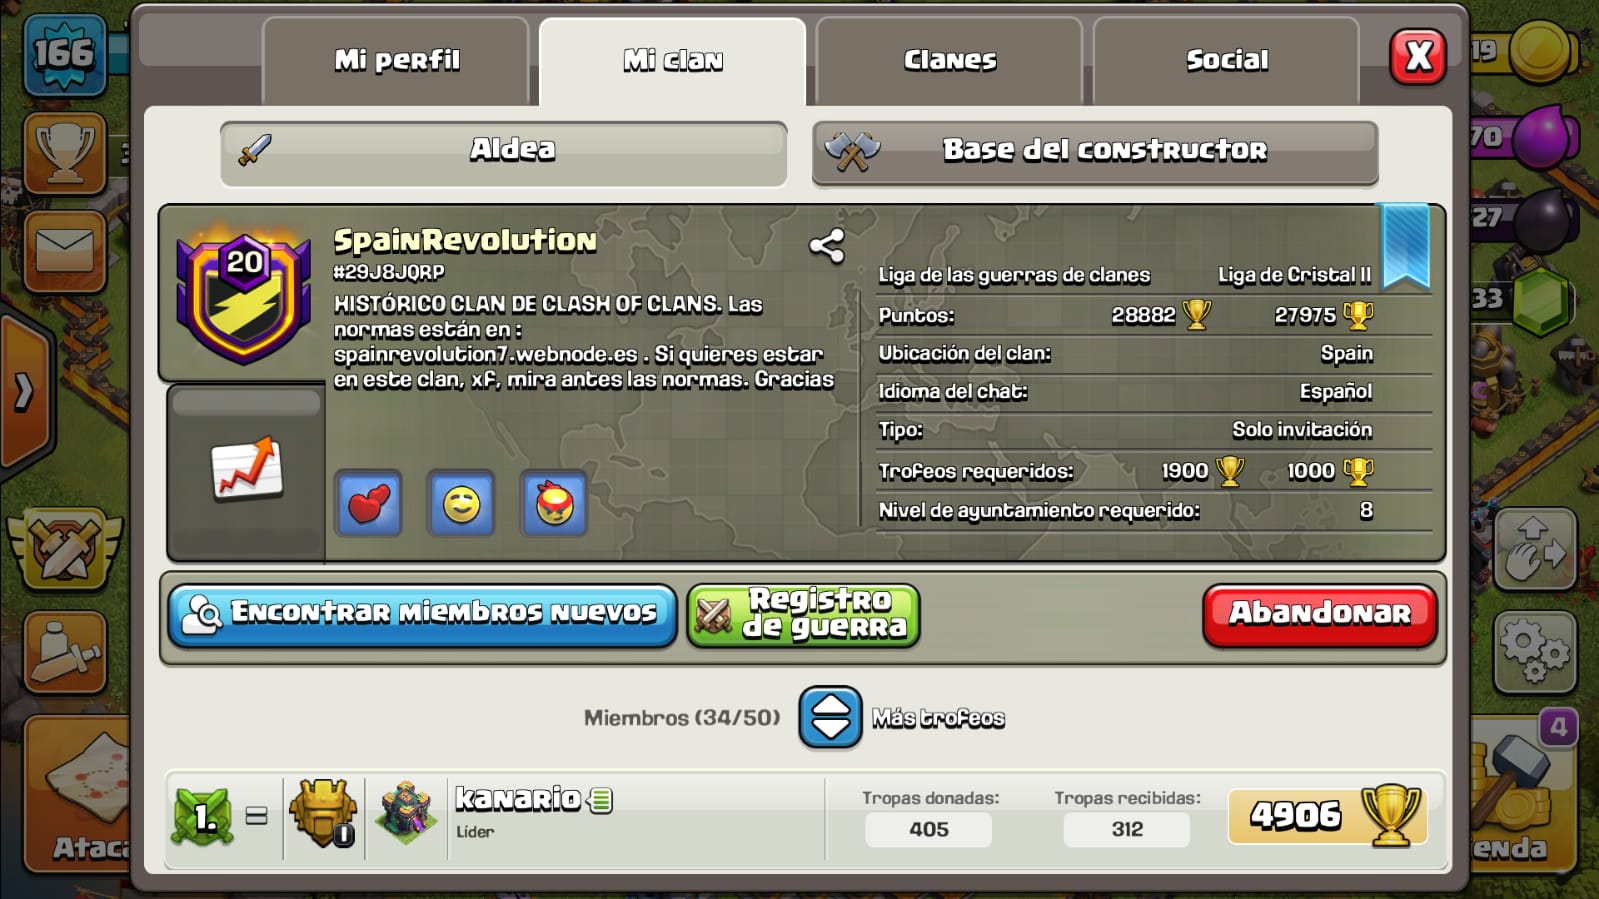 166
Mi perfil
Mi clan
Clanes
Social
X
19
Aldea
Base del constructor
70
27
33
20
SpainRevolution
#29J8JQRP
HISTÓRICO CLAN DE CLASH OF CLANS. Las
normas están en :
spainrevolution7.webnode.es . Si quieres estar
en este clan, xf, mira antes las normas. Gracias
Liga de las guerras de clanes Liga de Cristal II
Puntos: 28882 27975
Ubicación del clan: Spain
Idioma del chat: Español
Tipo: Solo invitación
Trofeos requeridos: 1900 1000
Nivel de ayuntamiento requerido: 8
Encontrar miembros nuevos
Registro
de guerra
Abandonar
Miembros (34/50)
Más trofeos
4
1.
I
kanario
Líder
Tropas donadas:
405
Tropas recibidas:
312
4906
Ataca
enda